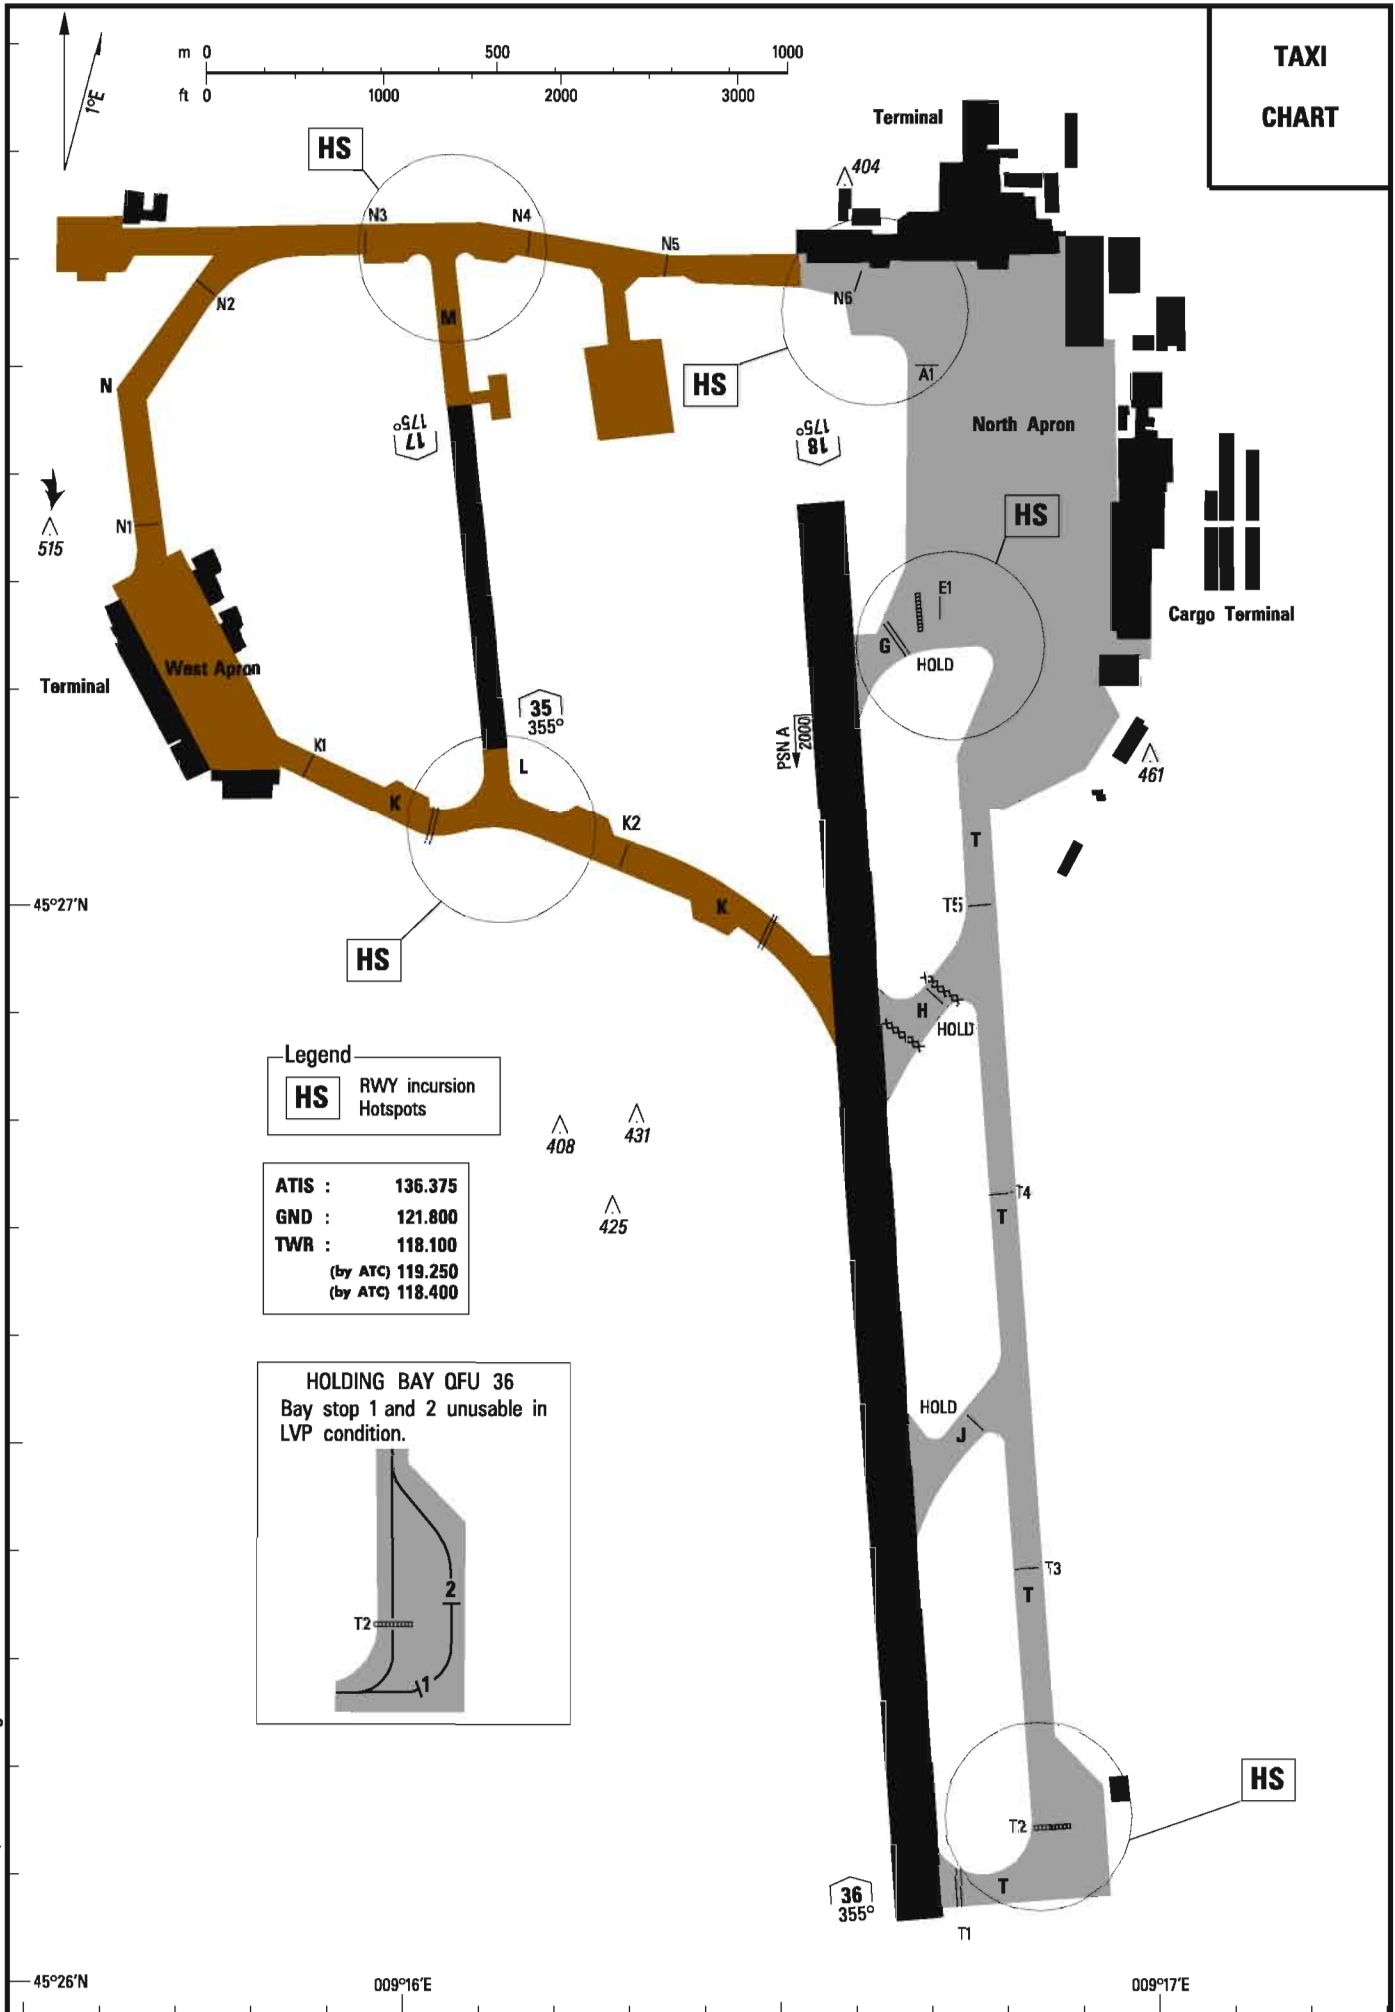 TAXI
CHART
m 0 500 1000
ft 0 1000 2000 3000
1°E
HS
Terminal
404
N3
N4
N5
N6
N2
M
HS
A1
N
17
175°
18
175°
North Apron
HS
515
N1
E1
Cargo Terminal
G
HOLD
West Apron
Terminal
35
355°
PSN A
2000
K1
L
461
K
K2
T
K
T5
45°27'N
HS
H
HOLD
Legend
HS RWY incursion
Hotspots
408
431
425
T4
T
ATIS : 136.375
GND : 121.800
TWR : 118.100
(by ATC) 119.250
(by ATC) 118.400
HOLDING BAY QFU 36
Bay stop 1 and 2 unusable in
LVP condition.
HOLD
J
T3
T
2
T2
1
HS
T2
T
36
355°
T1
45°26'N
009°16'E
009°17'E